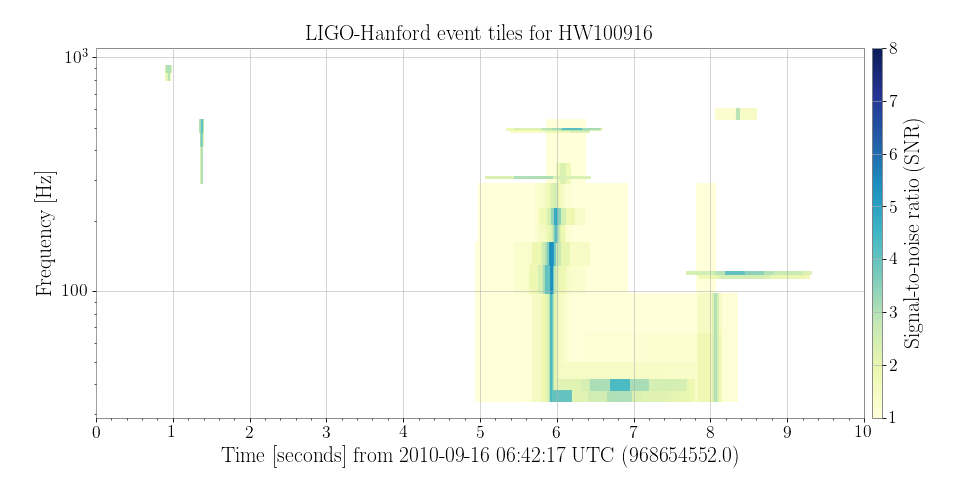 LIGO-Hanford event tiles for HW100916
10³
100
Frequency [Hz]
0 1 2 3 4 5 6 7 8 9 10
Time [seconds] from 2010-09-16 06:42:17 UTC (968654552.0)
8
7
6
5
4
3
2
1
Signal-to-noise ratio (SNR)